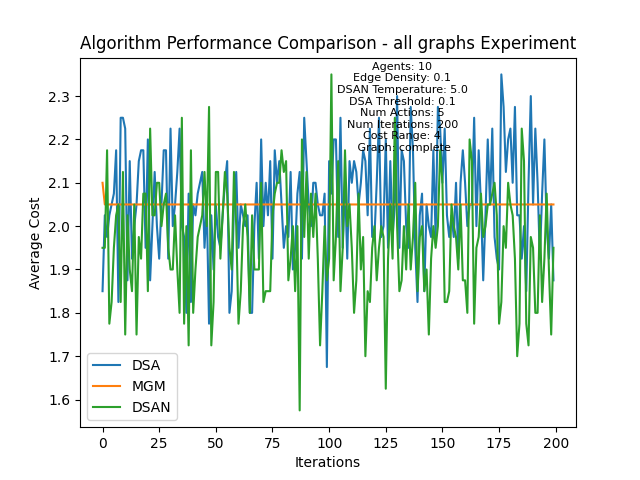 Algorithm Performance Comparison - all graphs Experiment
Agents: 10
Edge Density: 0.1
DSAN Temperature: 5.0
DSA Threshold: 0.1
Num Actions:
Num Iterations: 200
Cost Range: 4
Graph: complete
Average Cost
2.3
2.2
2.1
2.0
1.9
1.8
1.7
1.6
DSA
MGM
DSAN
0 25 50 75 100 125 150 175 200
Iterations